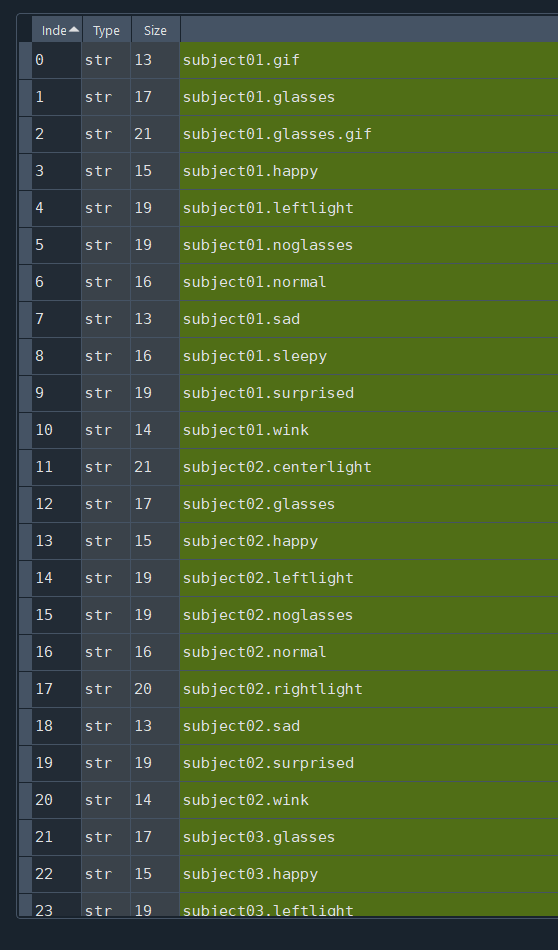 Inde Type Size
0 str 13 subject01.gif
1 str 17 subject01.glasses
2 str 21 subject01.glasses.gif
3 str 15 subject01.happy
4 str 19 subject01.leftlight
5 str 19 subject01.noglasses
6 str 16 subject01.normal
7 str 13 subject01.sad
8 str 16 subject01.sleepy
9 str 19 subject01.surprised
10 str 14 subject01.wink
11 str 21 subject02.centerlight
12 str 17 subject02.glasses
13 str 15 subject02.happy
14 str 19 subject02.leftlight
15 str 19 subject02.noglasses
16 str 16 subject02.normal
17 str 20 subject02.rightlight
18 str 13 subject02.sad
19 str 19 subject02.surprised
20 str 14 subject02.wink
21 str 17 subject03.glasses
22 str 15 subject03.happy
23 str 19 subject03.leftlight